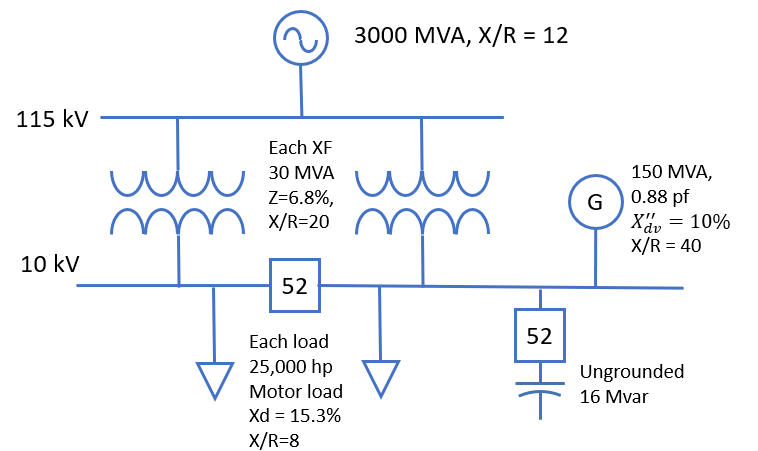 3000 MVA, X/R = 12
115 kV
Each XF
30 MVA
Z=6.8%,
X/R=20
150 MVA,
0.88 pf
X''dv = 10%
X/R = 40
G
10 kV
52
52
Each load
25,000 hp
Motor load
Xd = 15.3%
X/R=8
Ungrounded
16 Mvar